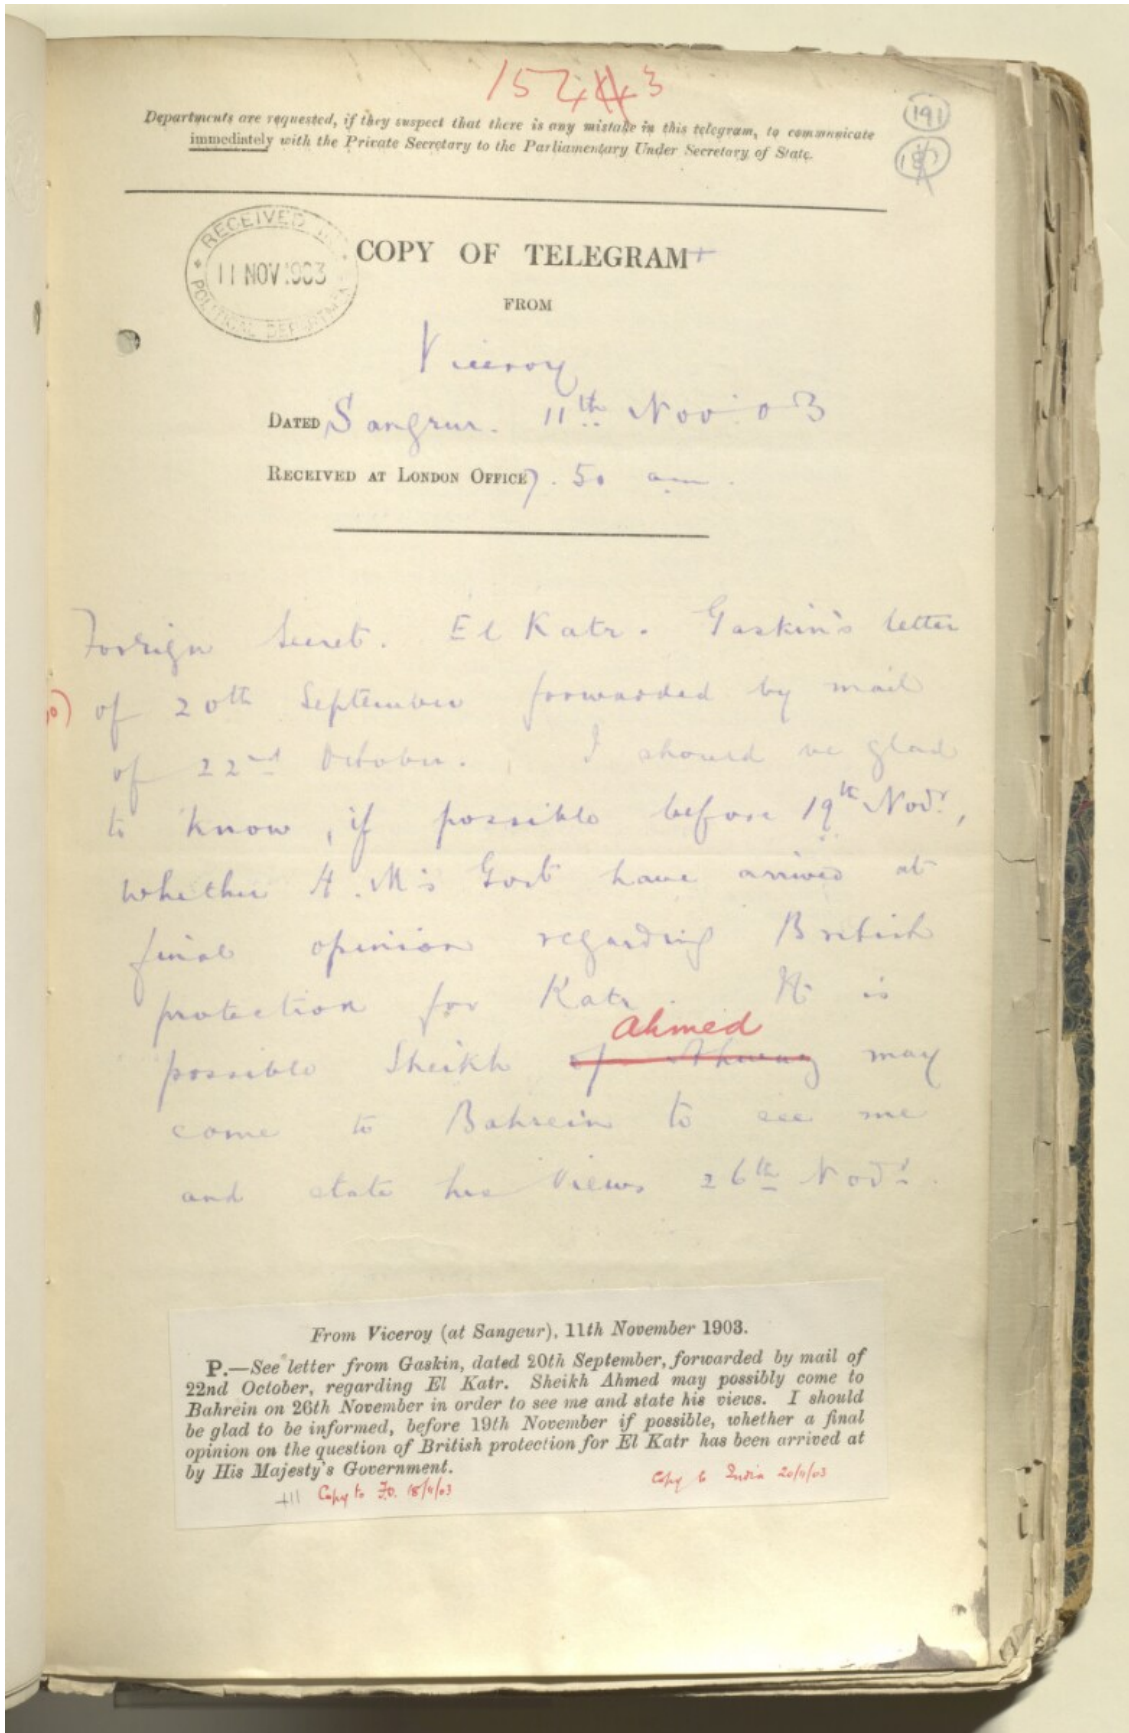 15243
191
Departments are requested, if they suspect that there is any mistake in this telegram, to communicate
immediately with the Private Secretary to the Parliamentary Under Secretary of State.
RECEIVED
11 NOV 1903
POLITICAL DEPARTMENT
COPY OF TELEGRAM
FROM
Viceroy
DATED Sangrur. 11th Nov: 03
RECEIVED AT LONDON OFFICE 7.50 am.
Foreign Secret. El Katr. Gaskin's letter
of 20th September forwarded by mail
of 22nd October. I should be glad
to know, if possible before 19th Novr,
whether H.M's Govt have arrived at
final opinion regarding British
protection for Katr. It is
Ahmed
possible Sheikh of may
come to Bahrein to see me
and state his views 26th Novr.
From Viceroy (at Sangeur), 11th November 1903.
P.—See letter from Gaskin, dated 20th September, forwarded by mail of
22nd October, regarding El Katr. Sheikh Ahmed may possibly come to
Bahrein on 26th November in order to see me and state his views. I should
be glad to be informed, before 19th November if possible, whether a final
opinion on the question of British protection for El Katr has been arrived at
by His Majesty's Government.
Copy to India 20/11/03
Copy to F.O. 18/11/03